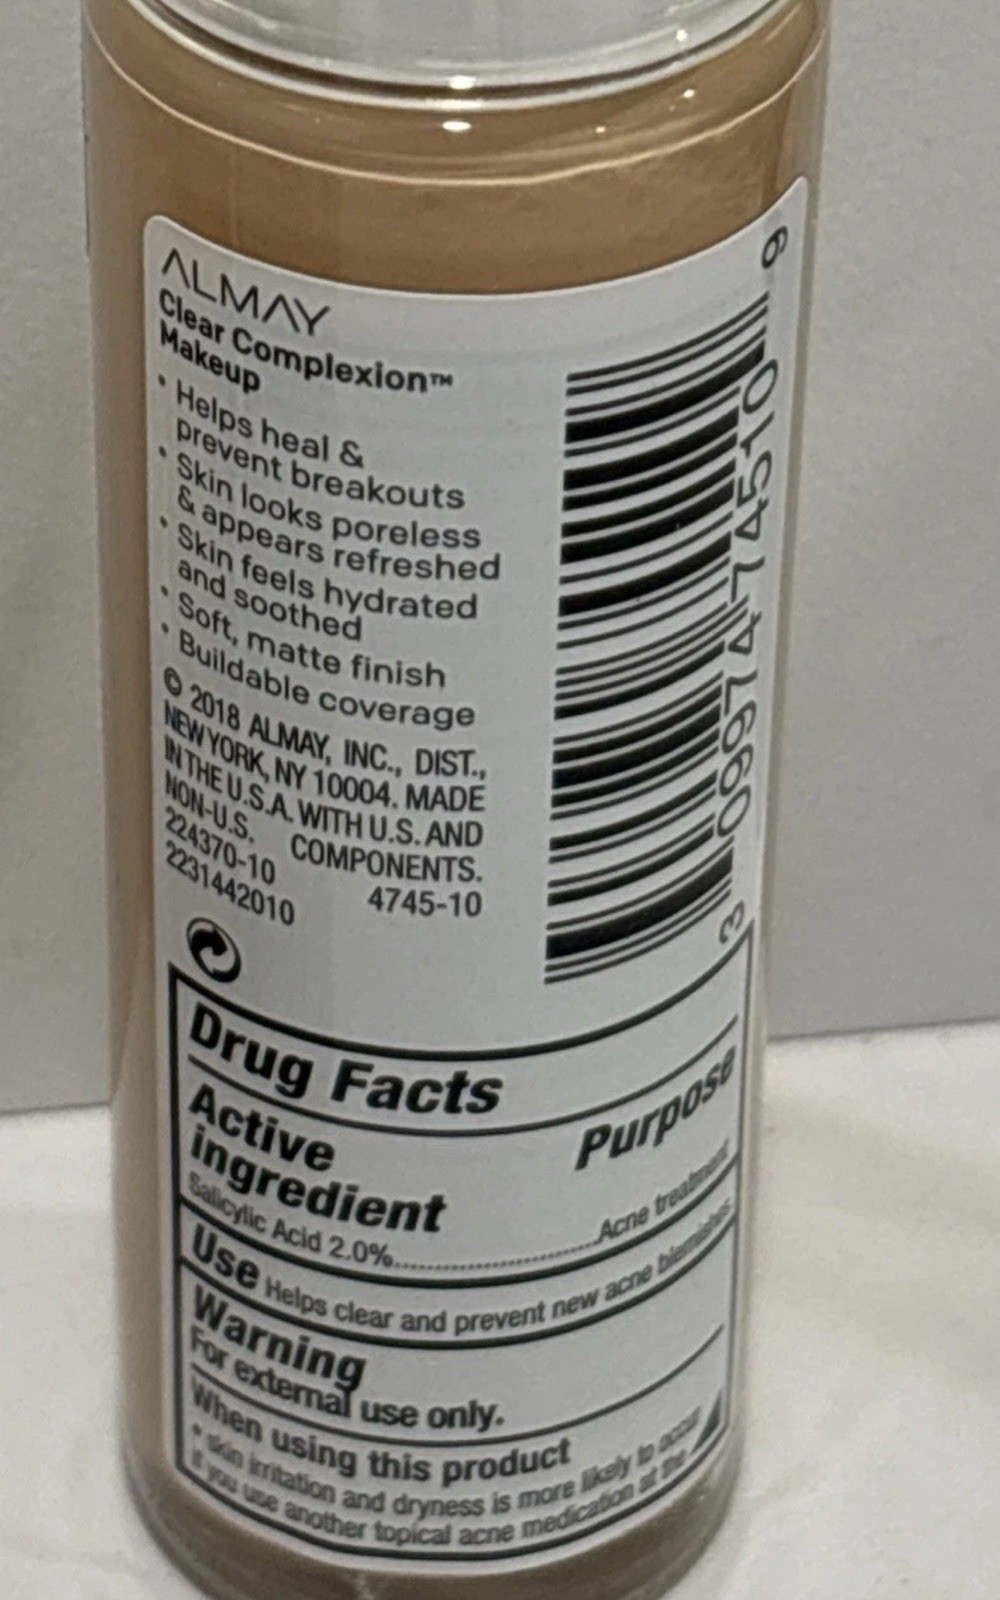 ALMAY
Clear Complexion™
Makeup
• Helps heal &
prevent breakouts
• Skin looks poreless
& appears refreshed
• Skin feels hydrated
and soothed
• Soft, matte finish
• Buildable coverage
© 2018 ALMAY, INC., DIST.,
NEW YORK, NY 10004. MADE
IN THE U.S.A. WITH U.S. AND
NON-U.S. COMPONENTS.
224370-10 4745-10
2231442010
3 09974 74510 9
Drug Facts
Active
ingredient Purpose
Salicylic Acid 2.0%..............................Acne treatment
Use Helps clear and prevent new acne blemishes
Warning
For external use only.
When using this product
• skin irritation and dryness is more likely to occur
if you use another topical acne medication at the